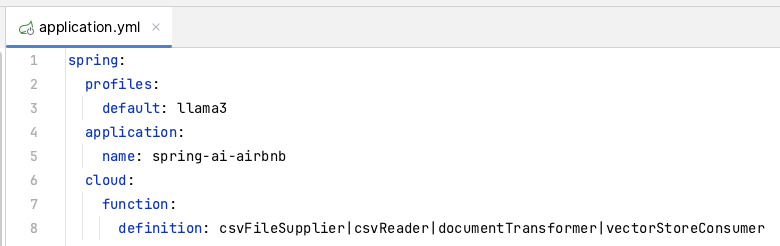 application.yml ×
1 spring:
2   profiles:
3     default: llama3
4   application:
5     name: spring-ai-airbnb
6   cloud:
7     function:
8       definition: csvFileSupplier|csvReader|documentTransformer|vectorStoreConsumer